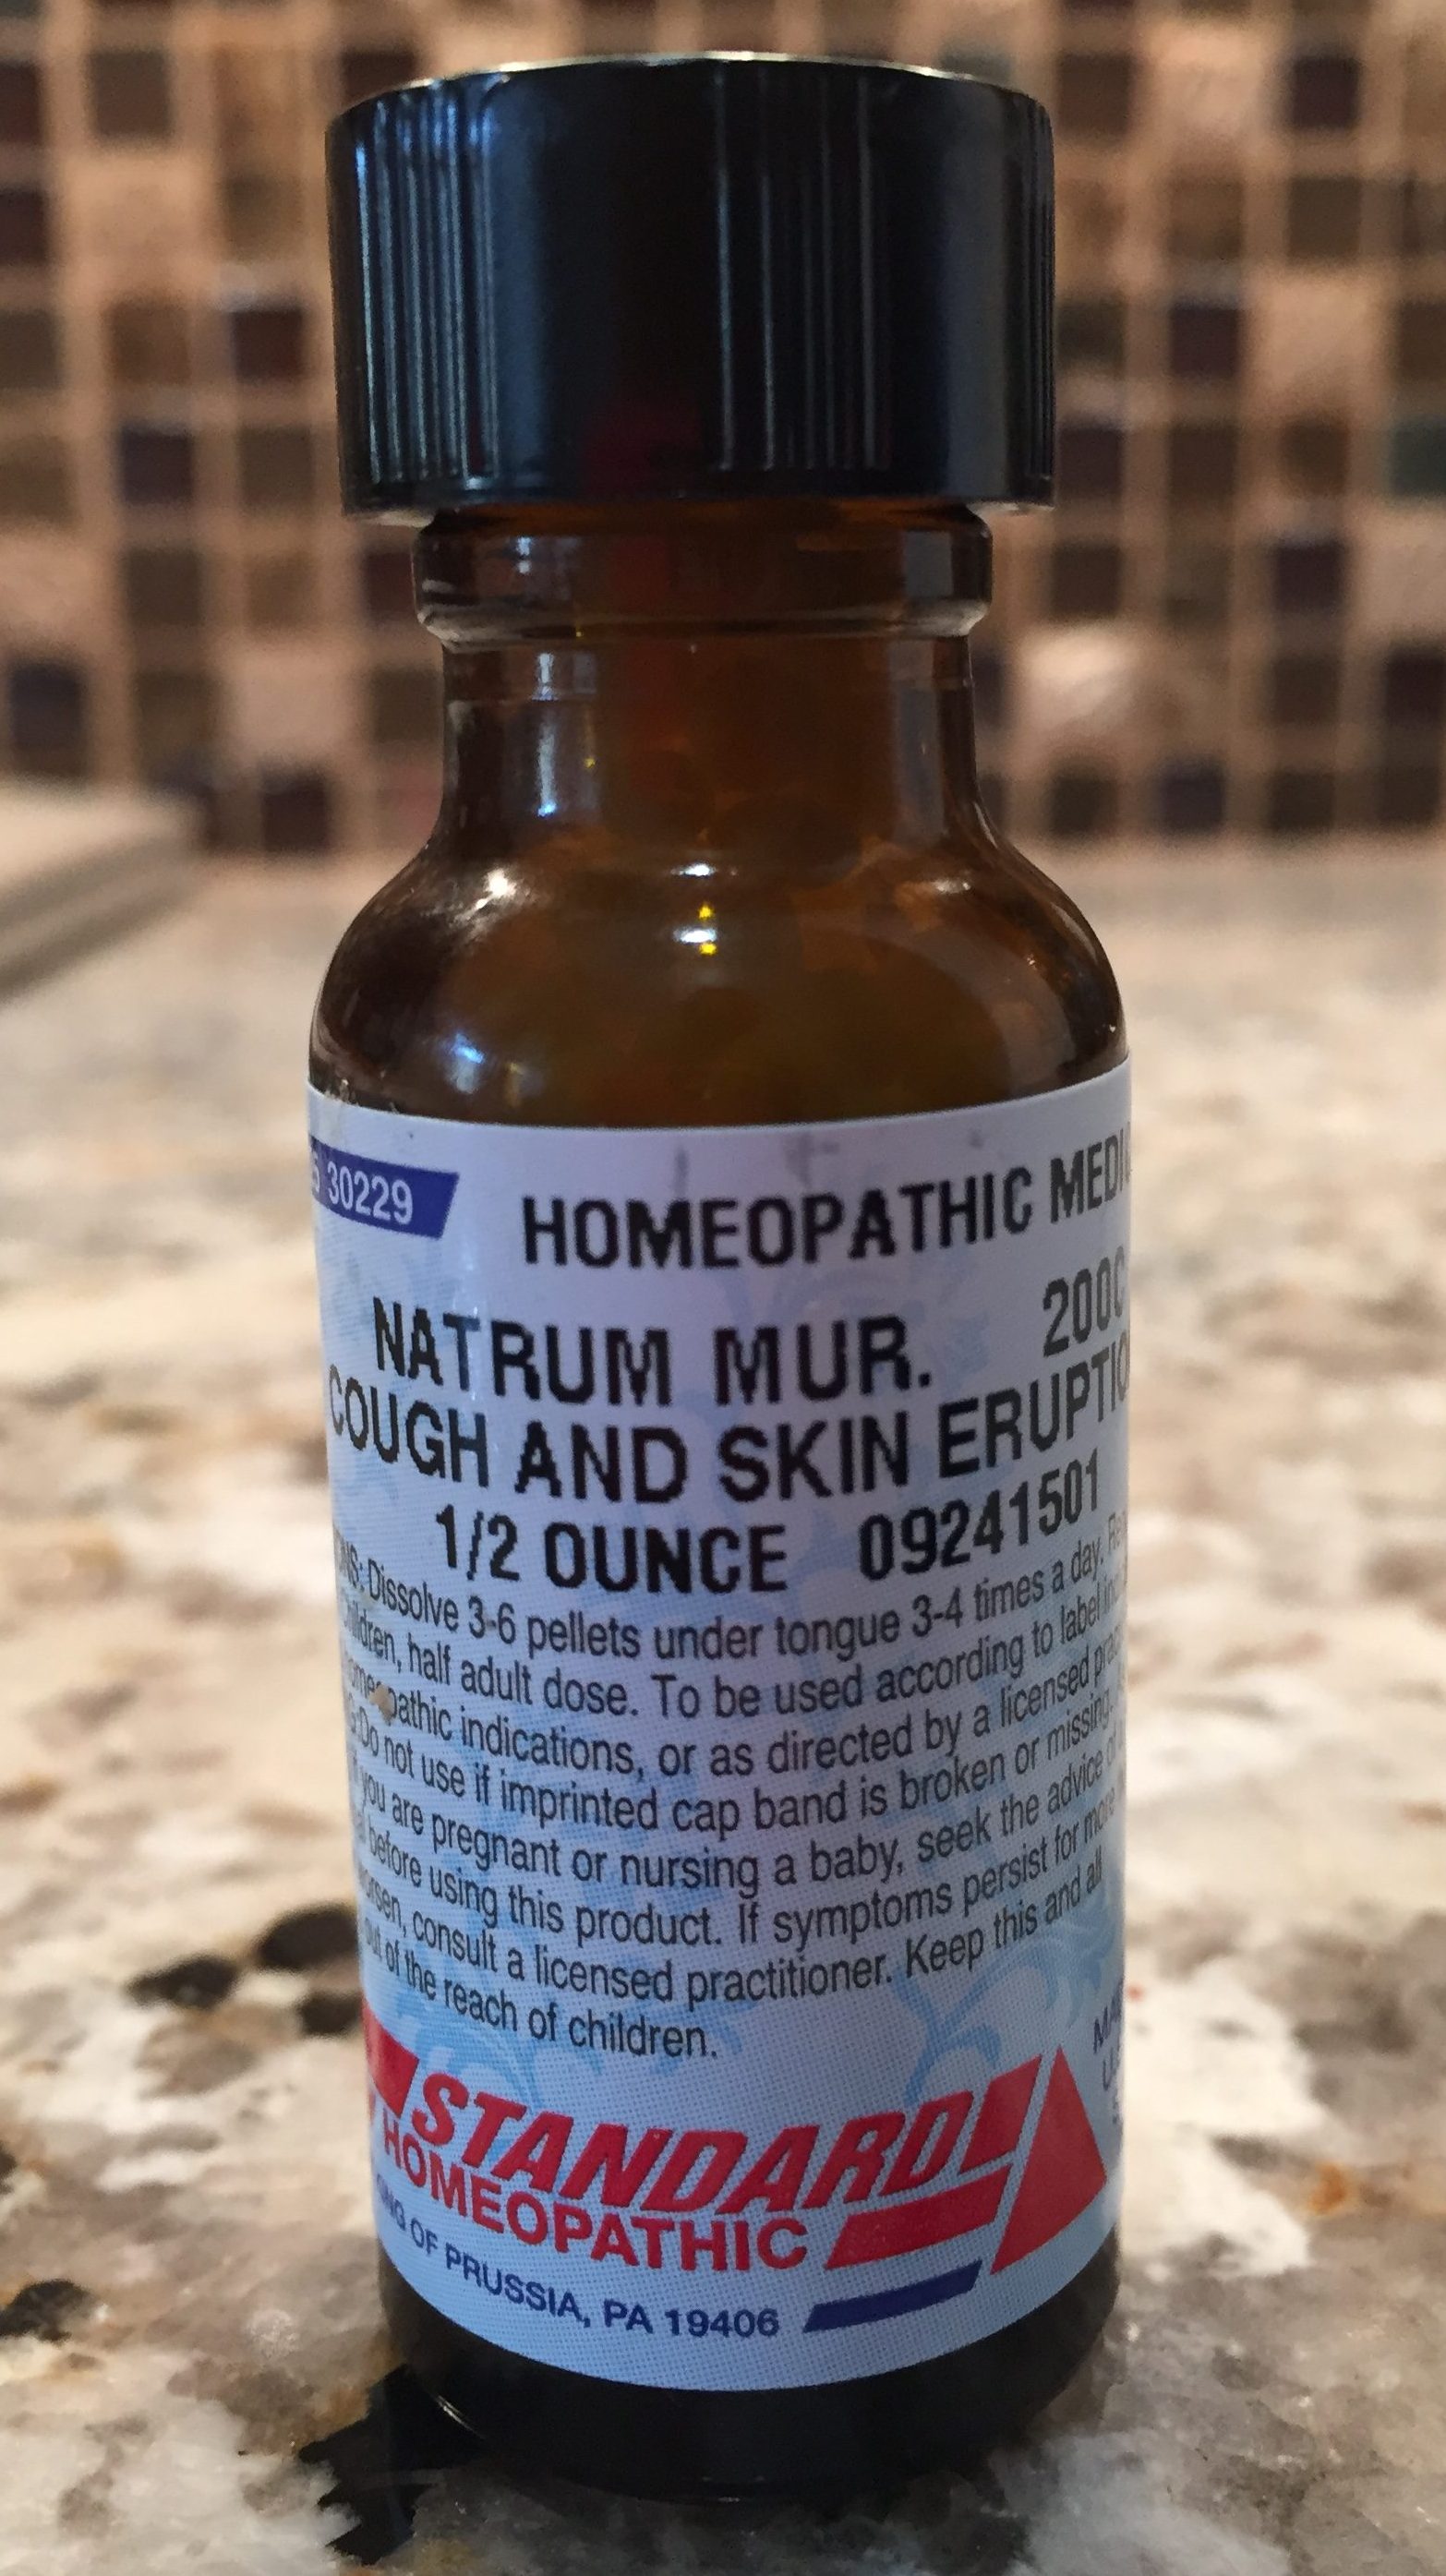 30229
HOMEOPATHIC
NATRUM MUR. 200C
COUGH AND SKIN
1/2 OUNCE 09241501
Dissolve 3-6 pellets under tongue 3-4 times a day.
half adult dose. To be used according to label
indications, or as directed by a licensed
Do not use if imprinted cap band is broken or missing.
you are pregnant or nursing a baby, seek the advice
before using this product. If symptoms persist for more
consult a licensed practitioner. Keep this and all
out of the reach of children.
STANDARD
HOMEOPATHIC
OF PRUSSIA, PA 19406